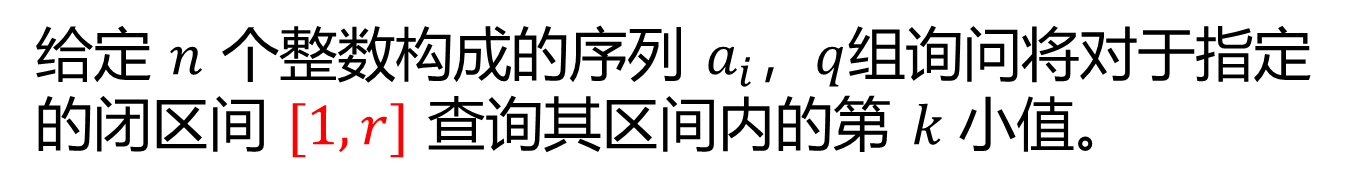 给定 n 个整数构成的序列 aᵢ，q组询问将对于指定
的闭区间 [1, r] 查询其区间内的第 k 小值。